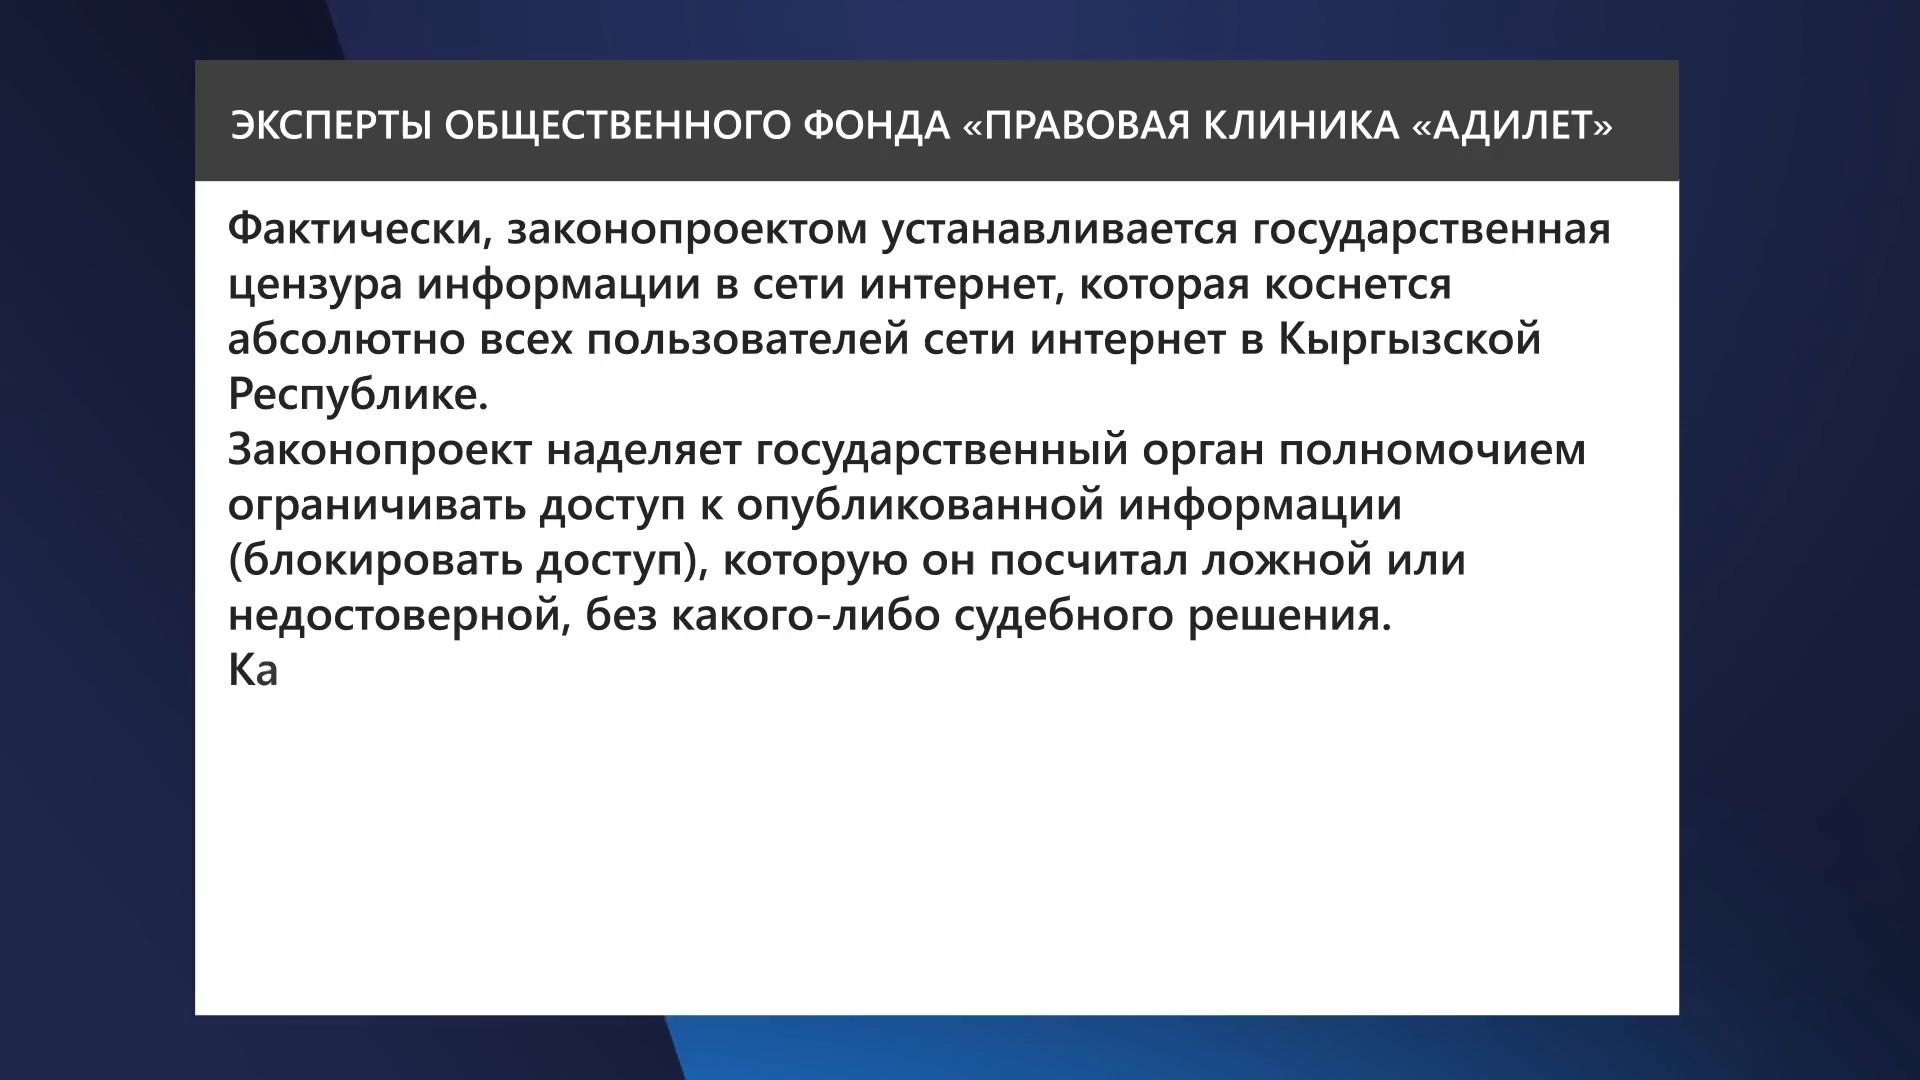 ЭКСПЕРТЫ ОБЩЕСТВЕННОГО ФОНДА «ПРАВОВАЯ КЛИНИКА «АДИЛЕТ»
Фактически, законопроектом устанавливается государственная
цензура информации в сети интернет, которая коснется
абсолютно всех пользователей сети интернет в Кыргызской
Республике.
Законопроект наделяет государственный орган полномочием
ограничивать доступ к опубликованной информации
(блокировать доступ), которую он посчитал ложной или
недостоверной, без какого-либо судебного решения.
Ка